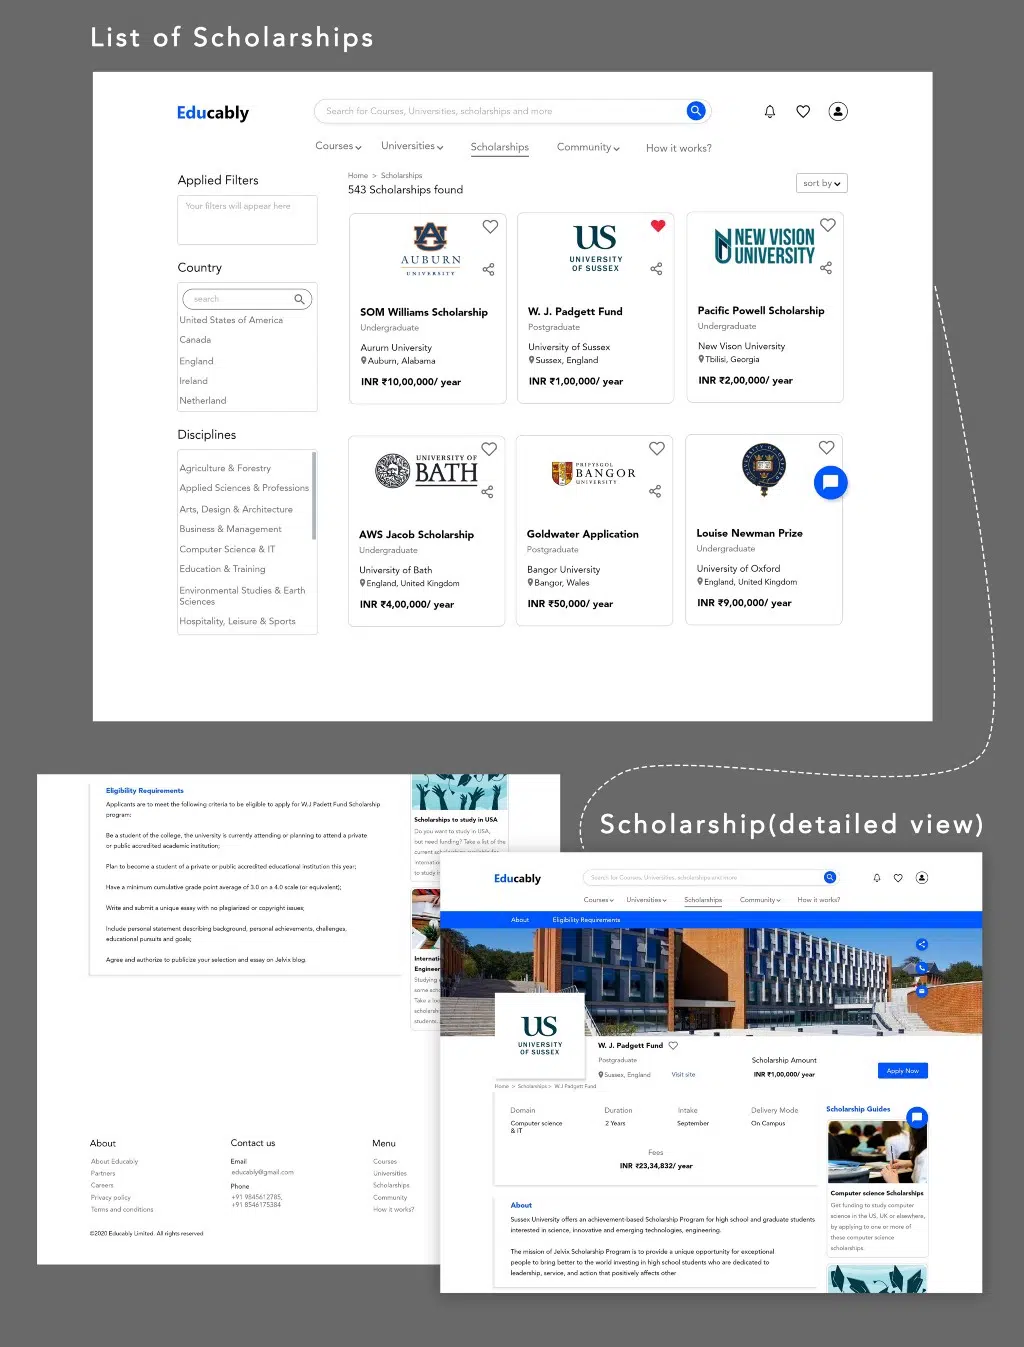 List of Scholarships
Educably
Search for Courses, Universities, scholarships and more
Courses
Universities
Scholarships
Community
How it works?
Applied Filters
Your filters will appear here
Country
search
United States of America
Canada
England
Ireland
Netherland
Disciplines
Agriculture & Forestry
Applied Sciences & Professions
Arts, Design & Architecture
Business & Management
Computer Science & IT
Education & Training
Environmental Studies & Earth
Sciences
Hospitality, Leisure & Sports
Home > Scholarships
543 Scholarships found
sort by
AUBURN
UNIVERSITY
SOM Williams Scholarship
Undergraduate
Aururn University
Auburn, Alabama
INR ₹10,00,000/ year
US
UNIVERSITY
OF SUSSEX
W. J. Padgett Fund
Postgraduate
University of Sussex
Sussex, England
INR ₹1,00,000/ year
NEW VISION
UNIVERSITY
Pacific Powell Scholarship
Undergraduate
New Vison University
Tbilisi, Georgia
INR ₹2,00,000/ year
UNIVERSITY OF
BATH
AWS Jacob Scholarship
Undergraduate
University of Bath
England, United Kingdom
INR ₹4,00,000/ year
PRIFYSGOL
BANGOR
UNIVERSITY
Goldwater Application
Postgraduate
Bangor University
Bangor, Wales
INR ₹50,000/ year
Louise Newman Prize
Undergraduate
University of Oxford
England, United Kingdom
INR ₹9,00,000/ year
Eligibility Requirements
Applicants are to meet the following criteria to be eligible to apply for W.J Padett Fund Scholarship
program;
Be a student of the college, the university is currently attending or planning to attend a private
or public accredited academic institution;
Plan to become a student of a private or public accredited educational institution this year;
Have a minimum cumulative grade point average of 3.0 on a 4.0 scale (or equivalent);
Write and submit a unique essay with no plagiarized or copyright issues;
Include personal statement describing background, personal achievements, challenges,
educational pursuits and goals;
Agree and authorize to publicize your selection and essay on Jelvix blog.
Scholarships to study in USA
Do you want to study in USA,
but need funding? Take a list of the
current
internation
to study i
Internati
Engineer
Studying
some
Take a
scholarshi
students.
About
About Educably
Partners
Careers
Privacy policy
Terms and conditions
Contact us
Email
educably@gmail.com
Phone
+91 9845612785,
+91 8546175384
Menu
Courses
Universities
Scholarships
Community
How it works?
©2020 Educably Limited. All rights reserved
Scholarship(detailed view)
Educably
Search for Courses, Universities, scholarships and more
Courses
Universities
Scholarships
Community
How it works?
About
Eligibility Requirements
US
UNIVERSITY
OF SUSSEX
W. J. Padgett Fund
Postgraduate
Sussex, England
Visit site
Scholarship Amount
INR ₹1,00,000/ year
Apply Now
Home > Scholarships > W.J Padgett Fund
Domain
Computer science
& IT
Duration
2 Years
Intake
September
Delivery Mode
On Campus
Fees
INR ₹23,34,832/ year
About
Sussex University offers an achievement-based Scholarship Program for high school and graduate students
interested in science, innovative and emerging technologies, engineering.
The mission of Jelvix Scholarship Program is to provide a unique opportunity for exceptional
people to bring better to the world investing in high school students who are dedicated to
leadership, service, and action that positively affects other
Scholarship Guides
Computer science Scholarships
Get funding to study computer
science in the US, UK or elsewhere,
by applying to one or more of
these computer science
scholarships